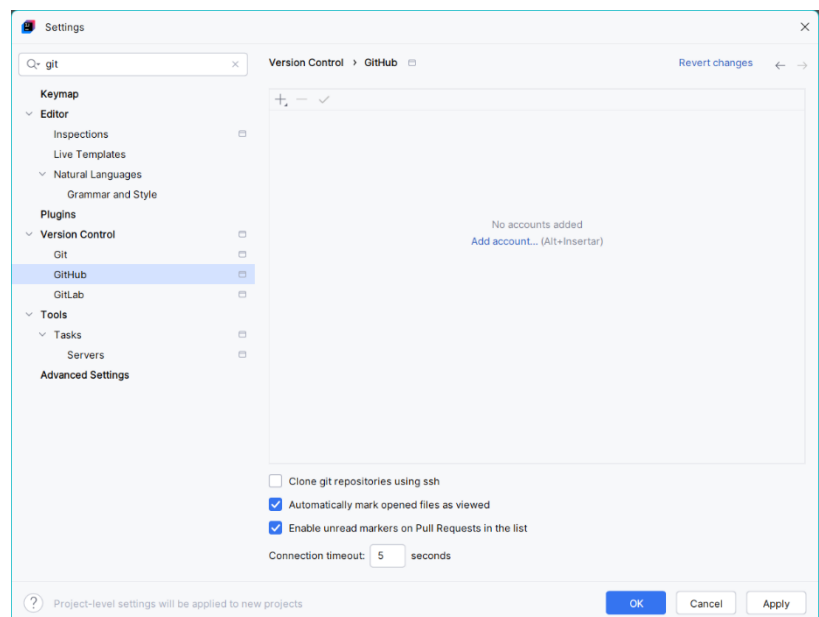 Settings
git
Version Control › GitHub
Revert changes
Keymap
Editor
Inspections
Live Templates
Natural Languages
Grammar and Style
Plugins
Version Control
Git
GitHub
GitLab
Tools
Tasks
Servers
Advanced Settings
No accounts added
Add account... (Alt+Insertar)
Clone git repositories using ssh
Automatically mark opened files as viewed
Enable unread markers on Pull Requests in the list
Connection timeout: 5 seconds
? Project-level settings will be applied to new projects
OK Cancel Apply